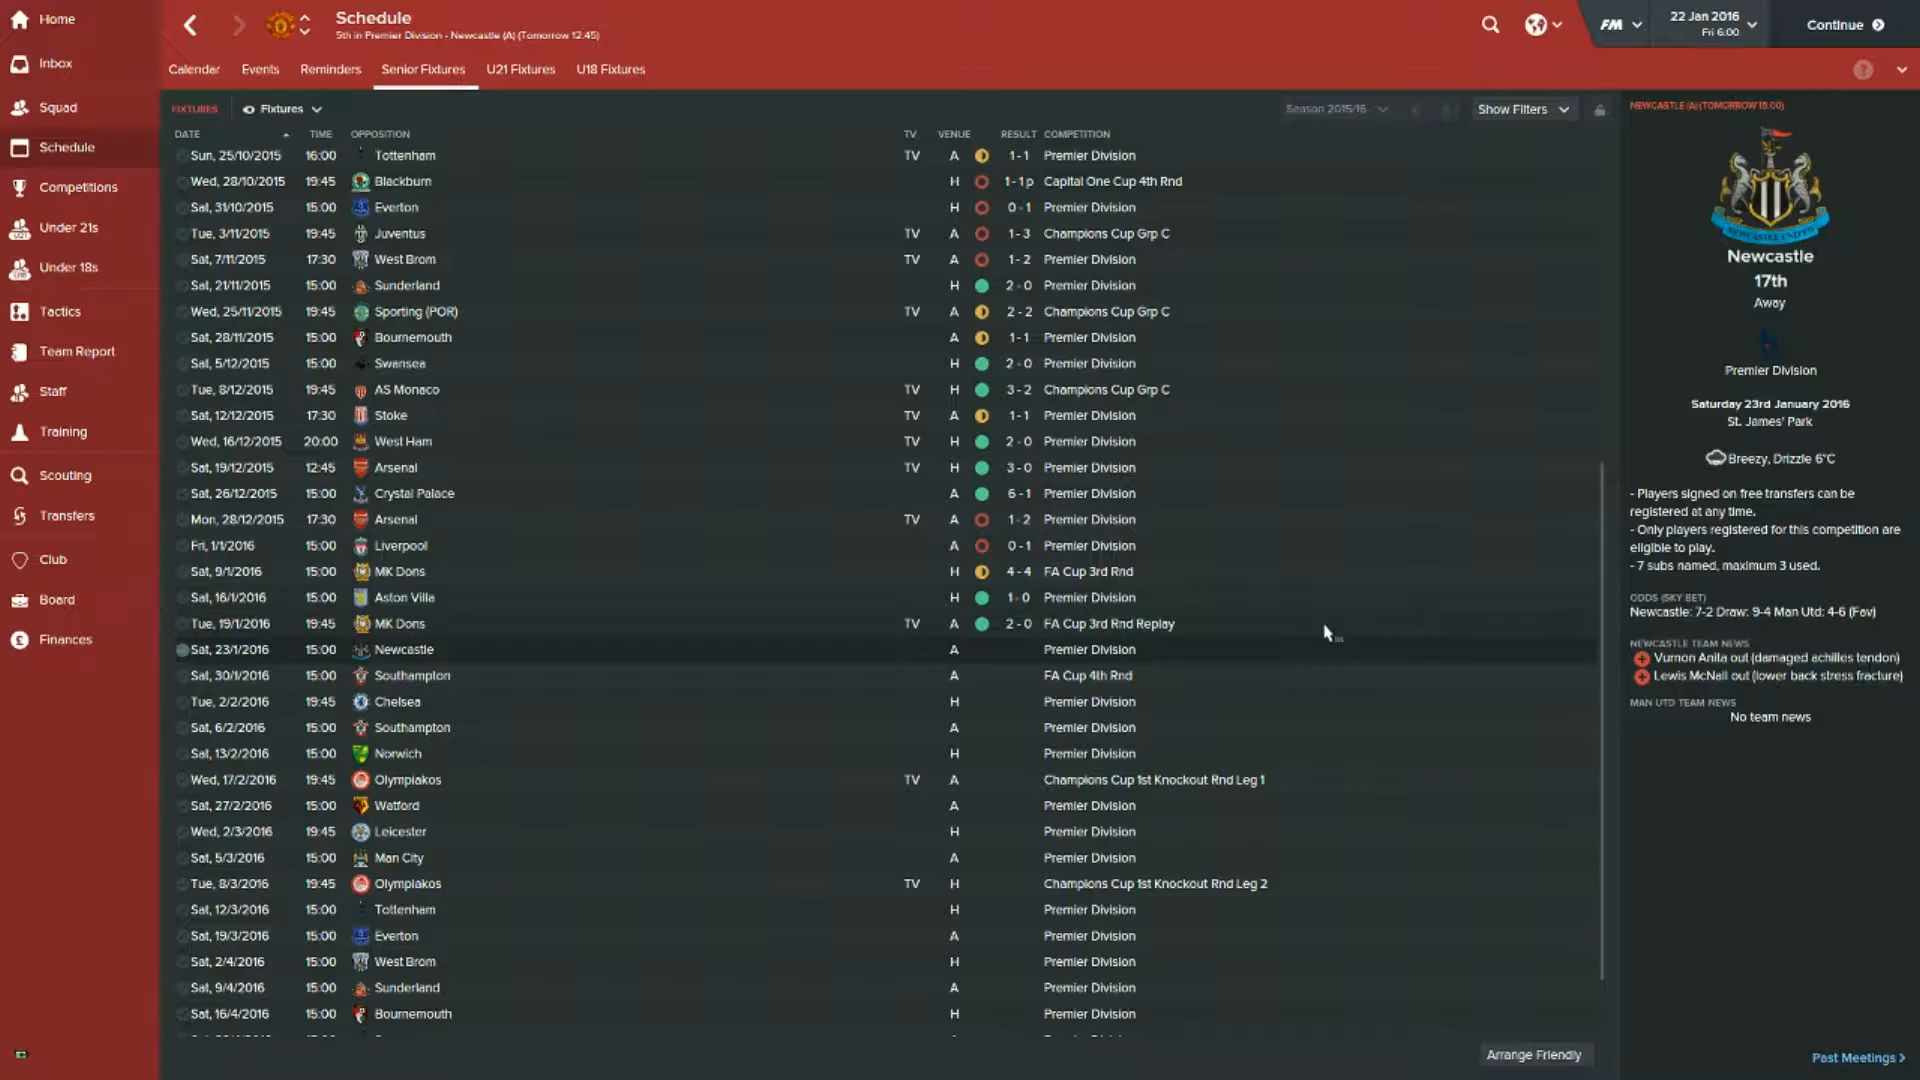 Home
Inbox
Squad
Schedule
Competitions
Under 21s
Under 18s
Tactics
Team Report
Staff
Training
Scouting
Transfers
Club
Board
Finances
Schedule
5th in Premier Division - Newcastle (A) (Tomorrow 12:45)
FM
22 Jan 2016
Fri 6:00
Continue
Calendar Events Reminders Senior Fixtures U21 Fixtures U18 Fixtures
FIXTURES Fixtures Season 2015/16 Show Filters
DATE TIME OPPOSITION TV VENUE RESULT COMPETITION
Sun, 25/10/2015 16:00 Tottenham TV A 1-1 Premier Division
Wed, 28/10/2015 19:45 Blackburn H 1-1p Capital One Cup 4th Rnd
Sat, 31/10/2015 15:00 Everton H 0-1 Premier Division
Tue, 3/11/2015 19:45 Juventus TV A 1-3 Champions Cup Grp C
Sat, 7/11/2015 17:30 West Brom TV A 1-2 Premier Division
Sat, 21/11/2015 15:00 Sunderland H 2-0 Premier Division
Wed, 25/11/2015 19:45 Sporting (POR) TV A 2-2 Champions Cup Grp C
Sat, 28/11/2015 15:00 Bournemouth A 1-1 Premier Division
Sat, 5/12/2015 15:00 Swansea H 2-0 Premier Division
Tue, 8/12/2015 19:45 AS Monaco TV H 3-2 Champions Cup Grp C
Sat, 12/12/2015 17:30 Stoke TV A 1-1 Premier Division
Wed, 16/12/2015 20:00 West Ham TV H 2-0 Premier Division
Sat, 19/12/2015 12:45 Arsenal TV H 3-0 Premier Division
Sat, 26/12/2015 15:00 Crystal Palace A 6-1 Premier Division
Mon, 28/12/2015 17:30 Arsenal TV A 1-2 Premier Division
Fri, 1/1/2016 15:00 Liverpool A 0-1 Premier Division
Sat, 9/1/2016 15:00 MK Dons H 4-4 FA Cup 3rd Rnd
Sat, 16/1/2016 15:00 Aston Villa H 1-0 Premier Division
Tue, 19/1/2016 19:45 MK Dons TV A 2-0 FA Cup 3rd Rnd Replay
Sat, 23/1/2016 15:00 Newcastle A Premier Division
Sat, 30/1/2016 15:00 Southampton A FA Cup 4th Rnd
Tue, 2/2/2016 19:45 Chelsea H Premier Division
Sat, 6/2/2016 15:00 Southampton A Premier Division
Sat, 13/2/2016 15:00 Norwich H Premier Division
Wed, 17/2/2016 19:45 Olympiakos TV A Champions Cup 1st Knockout Rnd Leg 1
Sat, 27/2/2016 15:00 Watford A Premier Division
Wed, 2/3/2016 19:45 Leicester H Premier Division
Sat, 5/3/2016 15:00 Man City A Premier Division
Tue, 8/3/2016 19:45 Olympiakos TV H Champions Cup 1st Knockout Rnd Leg 2
Sat, 12/3/2016 15:00 Tottenham H Premier Division
Sat, 19/3/2016 15:00 Everton A Premier Division
Sat, 2/4/2016 15:00 West Brom H Premier Division
Sat, 9/4/2016 15:00 Sunderland A Premier Division
Sat, 16/4/2016 15:00 Bournemouth H Premier Division
Arrange Friendly
NEWCASTLE (A) (TOMORROW 15:00)
NEWCASTLE UNITED
Newcastle
17th
Away
Premier Division
Saturday 23rd January 2016
St. James' Park
Breezy, Drizzle 6°C
- Players signed on free transfers can be
registered at any time.
- Only players registered for this competition are
eligible to play.
- 7 subs named, maximum 3 used.
ODDS (SKY BET)
Newcastle: 7-2 Draw: 9-4 Man Utd: 4-6 (Fav)
NEWCASTLE TEAM NEWS
Vurnon Anita out (damaged achilles tendon)
Lewis McNall out (lower back stress fracture)
MAN UTD TEAM NEWS
No team news
Past Meetings >